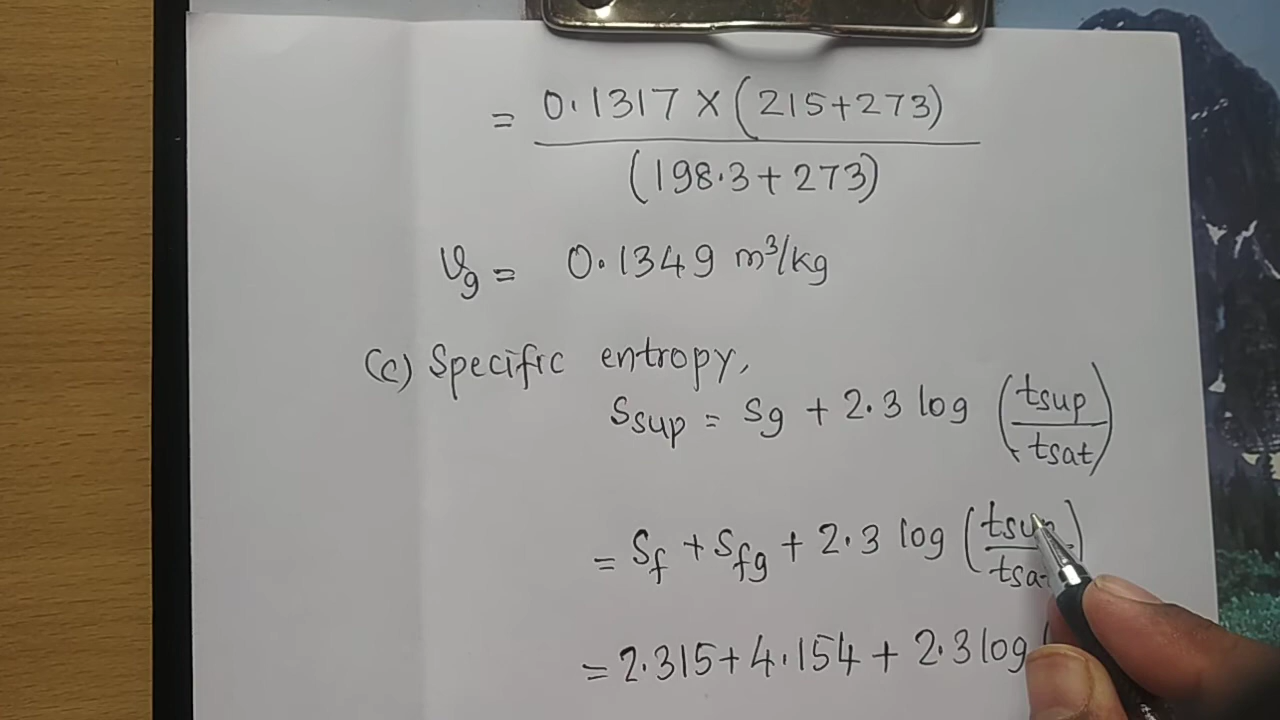 = 0.1317 × (215+273)
(198.3+273)
vg = 0.1349 m³/kg
(c) Specific entropy,
Ssup = Sg + 2.3 log (tsup
tsat)
= Sf + Sfg + 2.3 log (
= 2.315 + 4.154 + 2.3 log